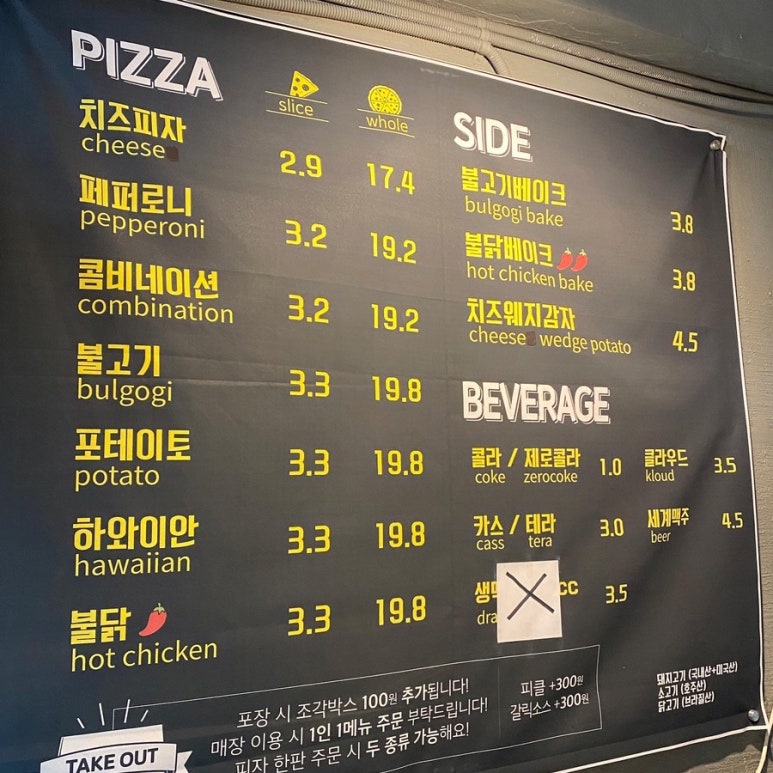 PIZZA
slice
whole
치즈피자
cheese
2.9
17.4
페퍼로니
pepperoni
3.2
19.2
콤비네이션
combination
3.2
19.2
불고기
bulgogi
3.3
19.8
포테이토
potato
3.3
19.8
하와이안
hawaiian
3.3
19.8
불닭
hot chicken
3.3
19.8
SIDE
불고기베이크
bulgogi bake
3.8
불닭베이크
hot chicken bake
3.8
치즈웨지감자
cheese wedge potato
4.5
BEVERAGE
콜라 / 제로콜라 1.0
coke zerocoke
클라우드 3.5
kloud
카스 / 테라 3.0
cass tera
세계맥주 4.5
beer
cc 3.5
포장 시 조각박스 100원 추가됩니다!
매장 이용 시 1인 1메뉴 주문 부탁드립니다!
피자 한판 주문 시 두 종류 가능해요!
피클 +300원
갈릭소스 +300원
TAKE OUT
돼지고기 (국내산+미국산)
소고기 (호주산)
닭고기 (브라질산)